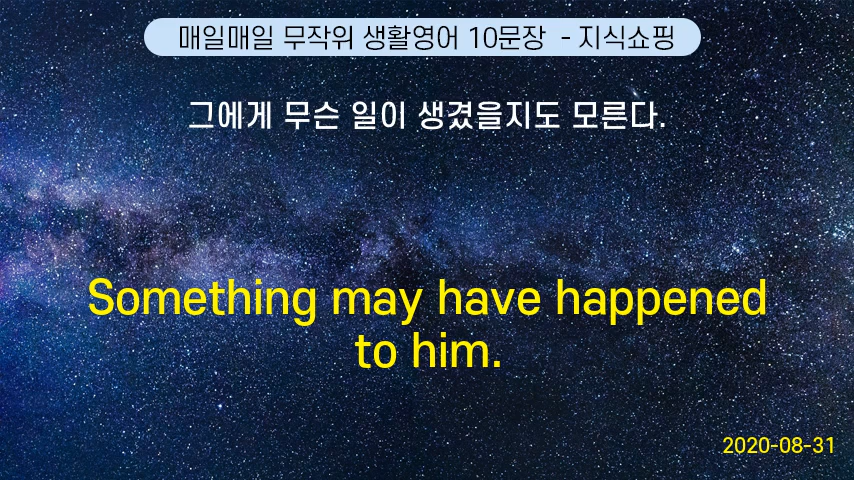 매일매일 무작위 생활영어 10문장 - 지식쇼핑
그에게 무슨 일이 생겼을지도 모른다.
Something may have happened
to him.
2020-08-31